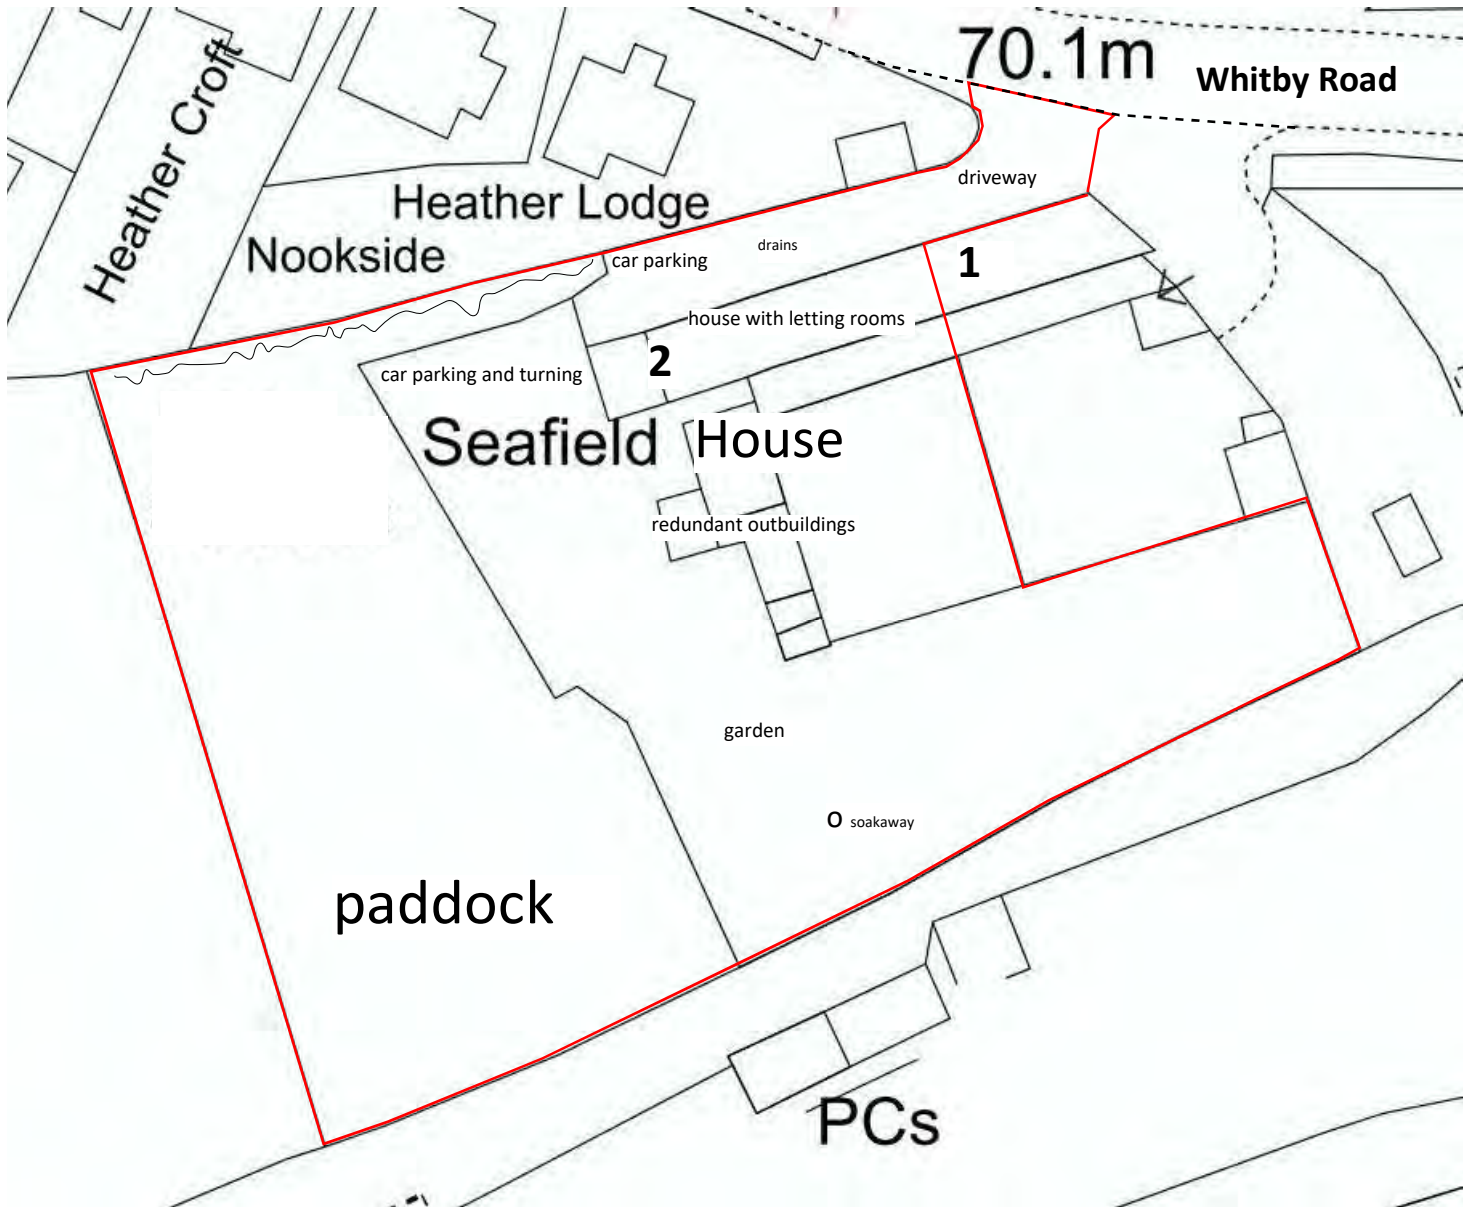 70.1m
Whitby Road
Heather Croft
driveway
Heather Lodge
drains
Nookside
car parking
1
house with letting rooms
2
car parking and turning
Seafield House
redundant outbuildings
garden
o soakaway
paddock
PCs